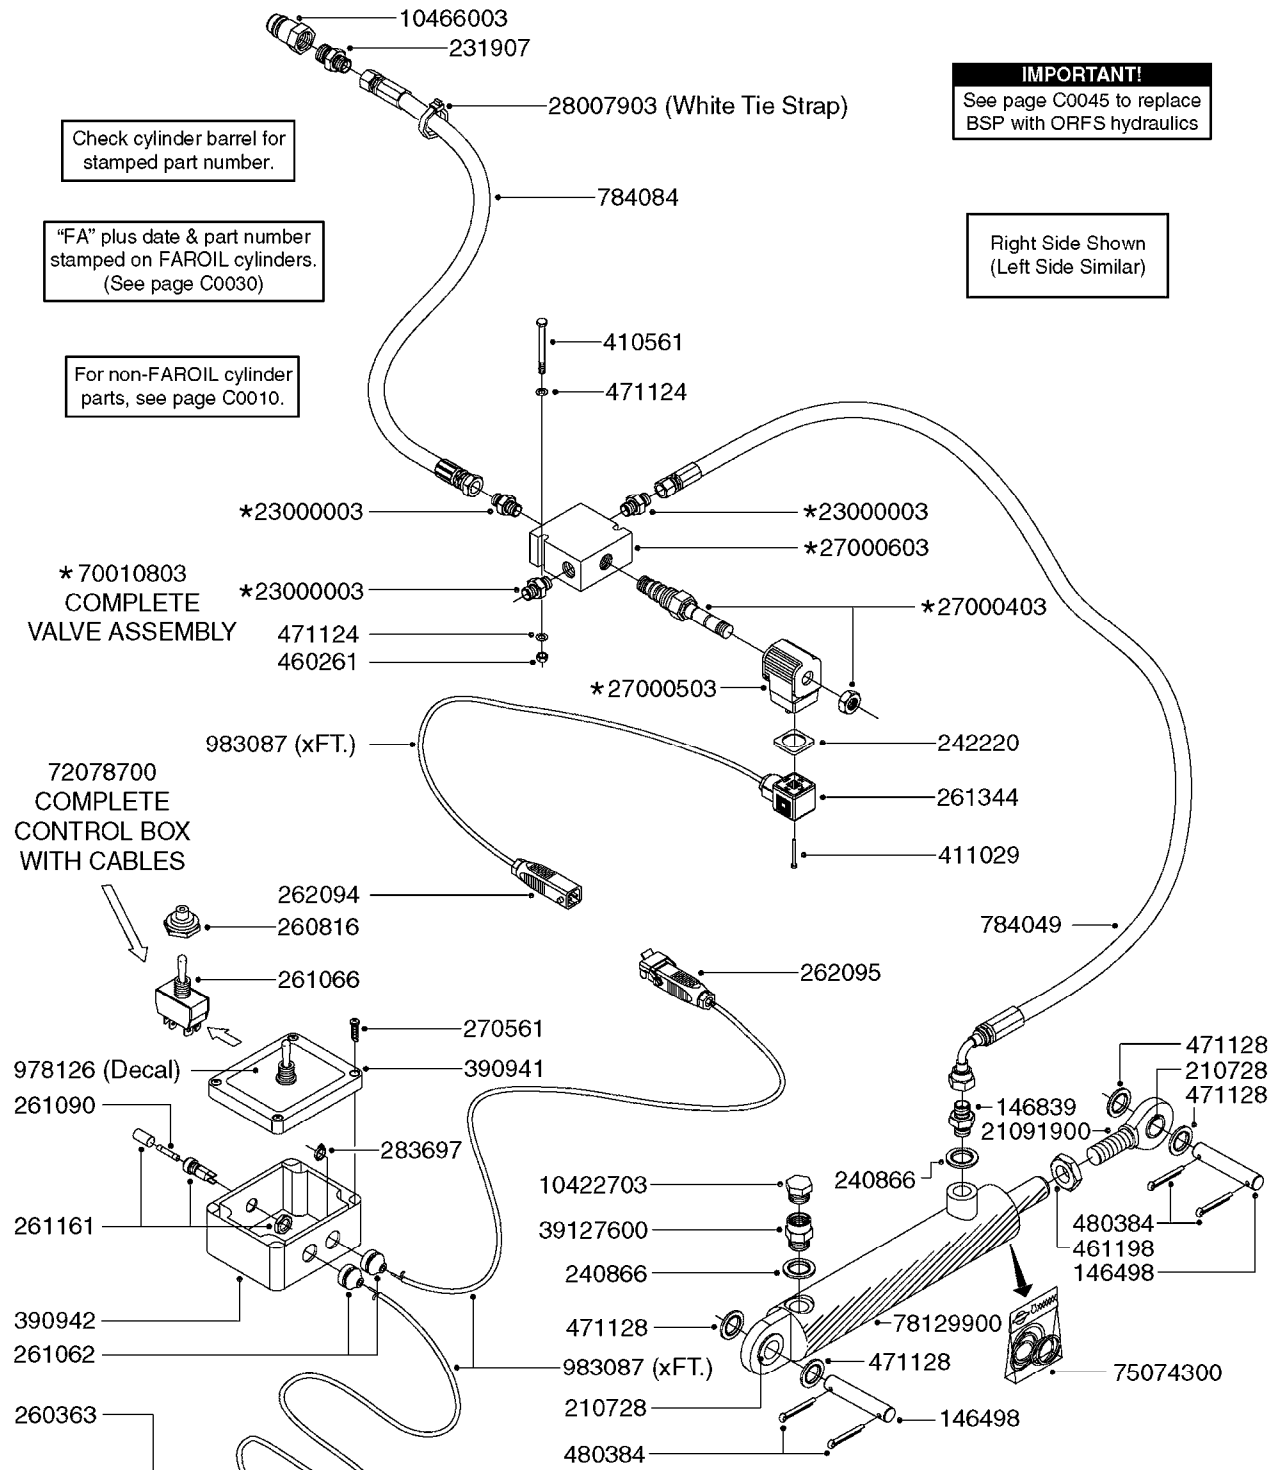 10466003
231907
28007903 (White Tie Strap)
IMPORTANT!
See page C0045 to replace
BSP with ORFS hydraulics
Check cylinder barrel for
stamped part number.
784084
"FA" plus date & part number
stamped on FAROIL cylinders.
(See page C0030)
Right Side Shown
(Left Side Similar)
410561
471124
For non-FAROIL cylinder
parts, see page C0010.
*23000003
*23000003
*27000603
*70010803
COMPLETE
VALVE ASSEMBLY
*23000003
*27000403
471124
460261
*27000503
983087 (xFT.)
242220
72078700
COMPLETE
CONTROL BOX
WITH CABLES
261344
411029
262094
260816
784049
261066
262095
270561
978126 (Decal)
390941
261090
283697
471128
210728
471128
146839
21091900
240866
10422703
39127600
240866
261161
480384
461198
146498
390942
261062
471128
78129900
471128
983087 (xFT.)
75074300
210728
146498
260363
480384